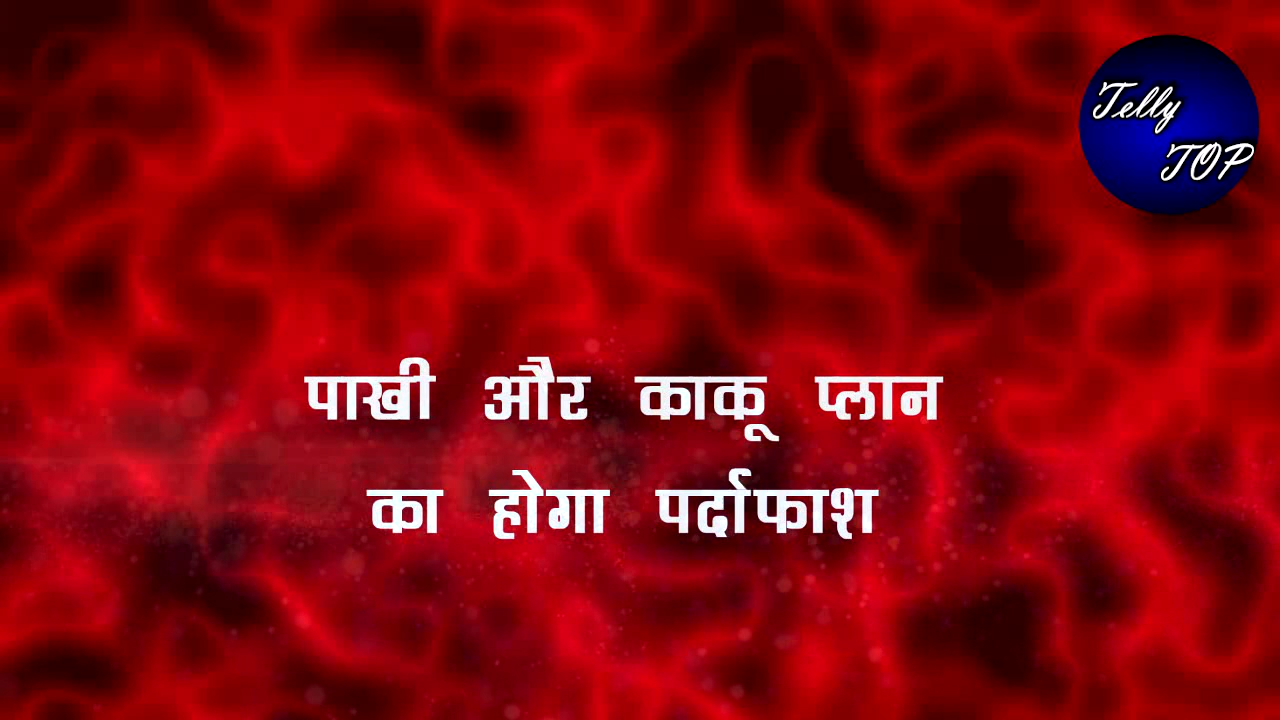 Telly
TOP
पाखी और काकू प्लान
का होगा पर्दाफाश